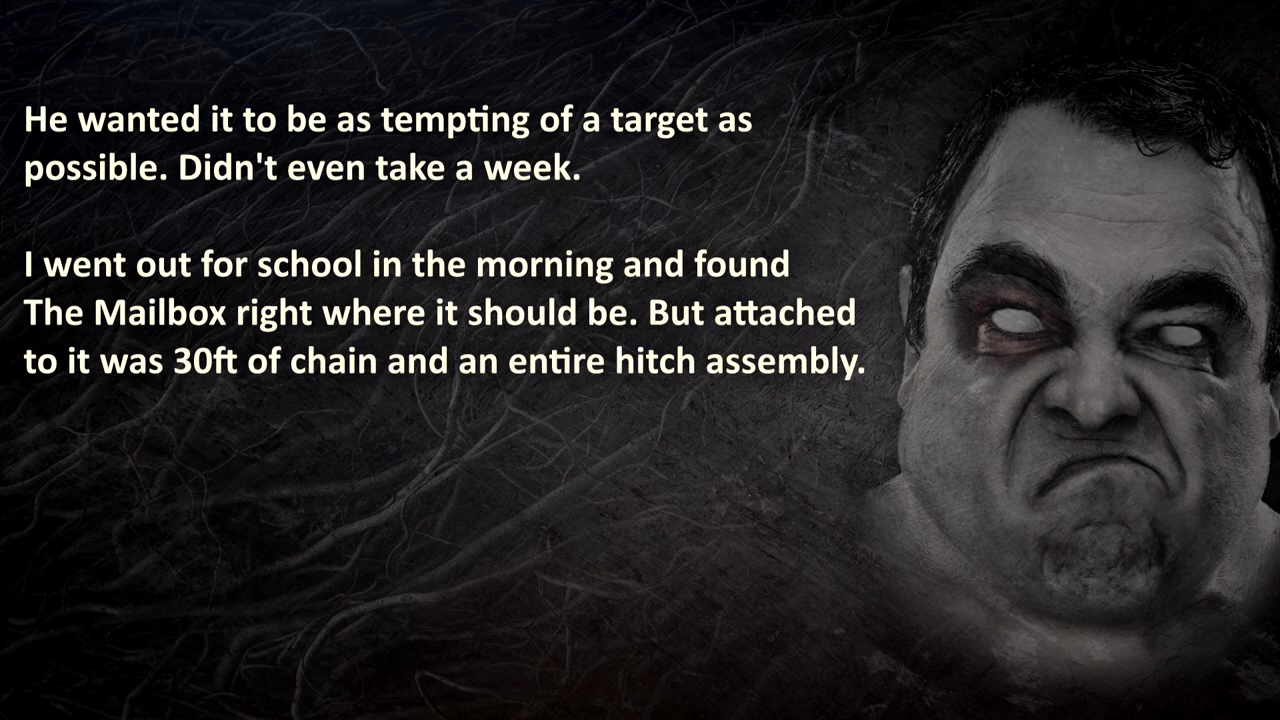 He wanted it to be as tempting of a target as
possible. Didn't even take a week.
I went out for school in the morning and found
The Mailbox right where it should be. But attached
to it was 30ft of chain and an entire hitch assembly.